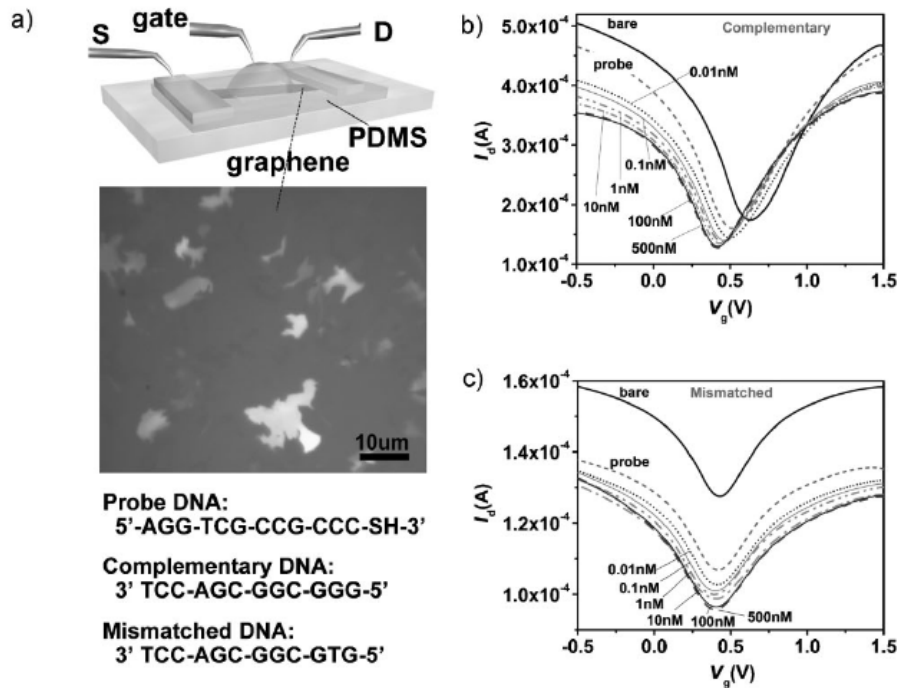 a)
gate
S
D
PDMS
graphene
10um
Probe DNA:
5'-AGG-TCG-CCG-CCC-SH-3'
Complementary DNA:
3' TCC-AGC-GGC-GGG-5'
Mismatched DNA:
3' TCC-AGC-GGC-GTG-5'
b)
5.0x10⁻⁴
4.0x10⁻⁴
3.0x10⁻⁴
2.0x10⁻⁴
1.0x10⁻⁴
I_d(A)
bare
Complementary
probe
0.01nM
0.1nM
1nM
10nM
100nM
500nM
-0.5 0.0 0.5 1.0 1.5
V_g(V)
c)
1.6x10⁻⁴
1.4x10⁻⁴
1.2x10⁻⁴
1.0x10⁻⁴
I_d(A)
Mismatched
bare
probe
0.01nM
0.1nM
1nM
10nM
100nM
500nM
-0.5 0.0 0.5 1.0 1.5
V_g(V)